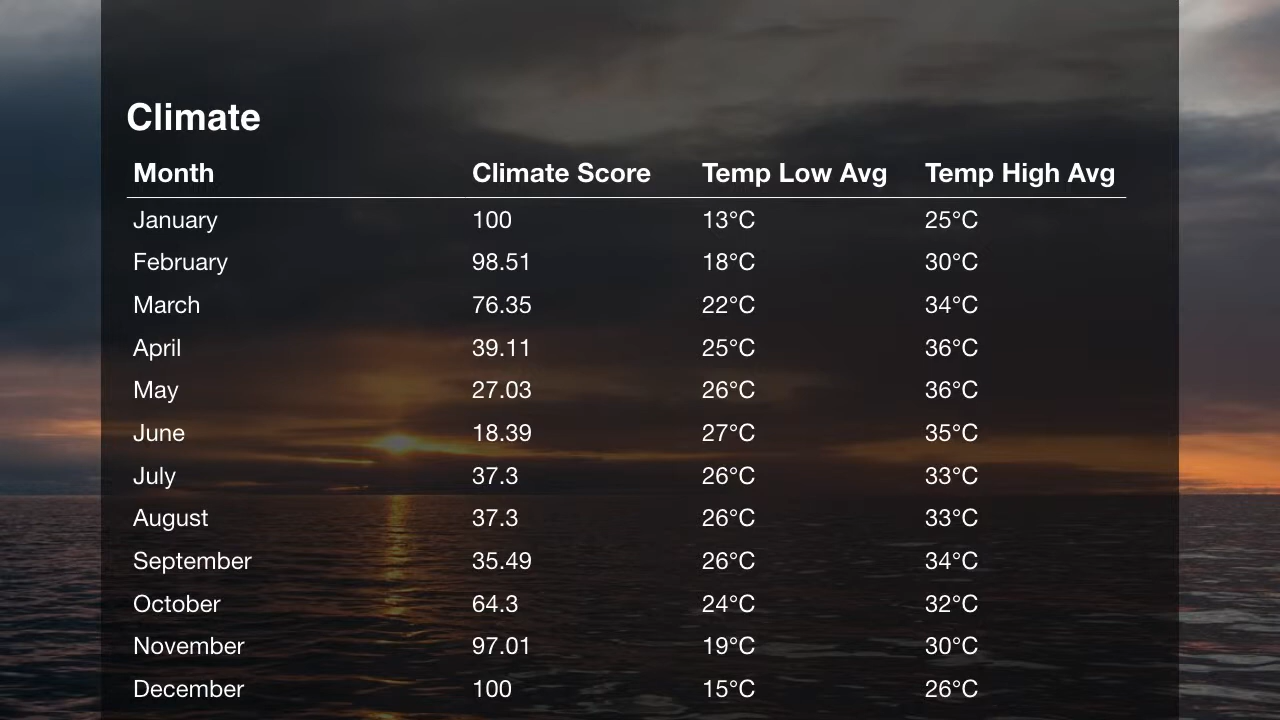 Climate
Month Climate Score Temp Low Avg Temp High Avg
January 100 13°C 25°C
February 98.51 18°C 30°C
March 76.35 22°C 34°C
April 39.11 25°C 36°C
May 27.03 26°C 36°C
June 18.39 27°C 35°C
July 37.3 26°C 33°C
August 37.3 26°C 33°C
September 35.49 26°C 34°C
October 64.3 24°C 32°C
November 97.01 19°C 30°C
December 100 15°C 26°C